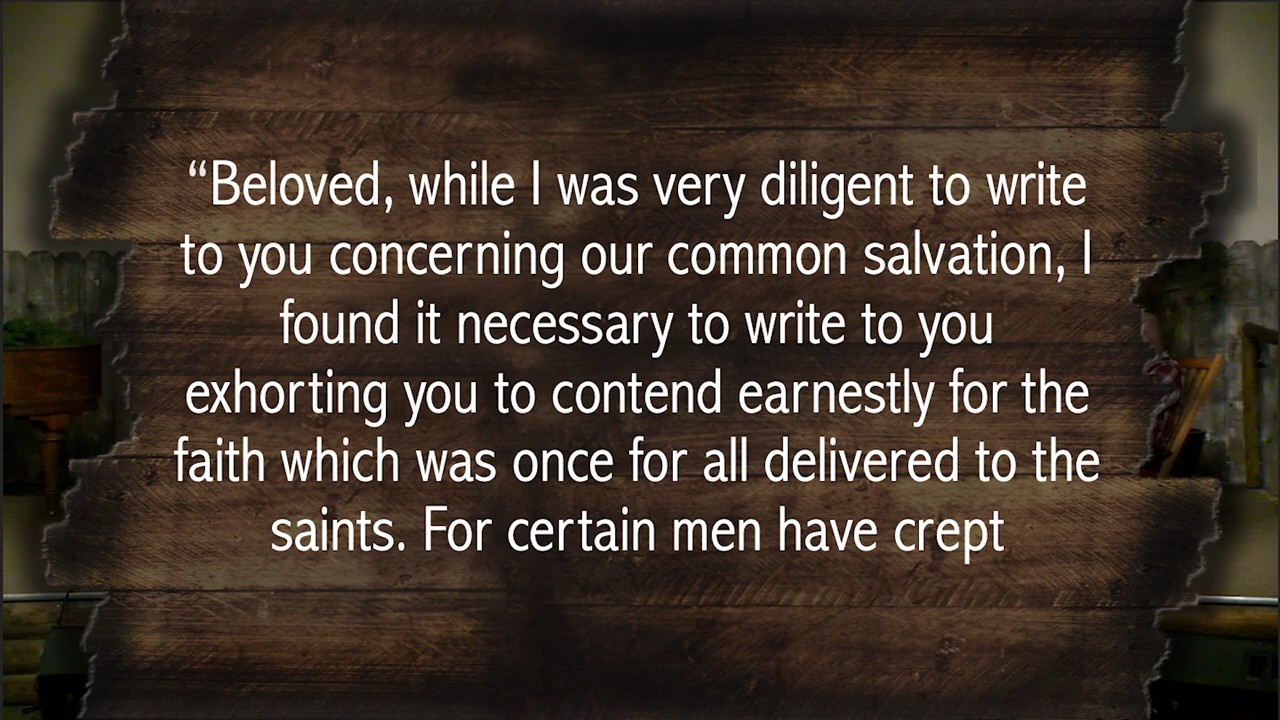 “Beloved, while I was very diligent to write
to you concerning our common salvation, I
found it necessary to write to you
exhorting you to contend earnestly for the
faith which was once for all delivered to the
saints. For certain men have crept